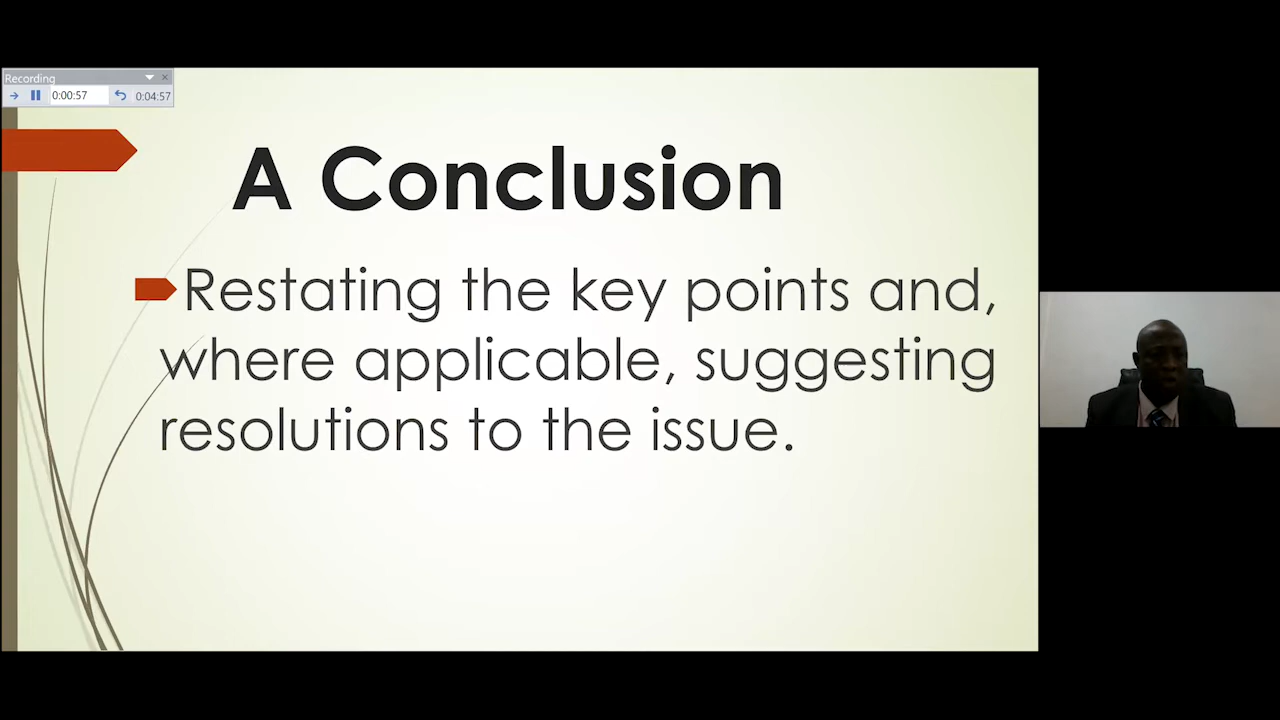 Recording
0:00:57
0:04:57
A Conclusion
Restating the key points and,
where applicable, suggesting
resolutions to the issue.